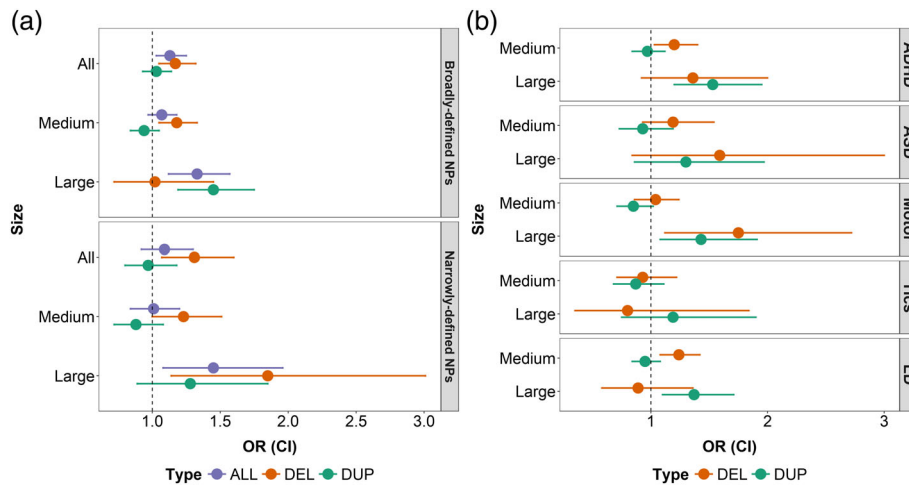 (a)
(b)
All
Medium
Large
Broadly-defined NPs
All
Medium
Large
Narrowly-defined NPs
Size
1.0 1.5 2.0 2.5 3.0
OR (CI)
Type ALL DEL DUP
Medium
Large
ADHD
Medium
Large
ASD
Medium
Large
Motor
Medium
Large
Tics
Medium
Large
LD
Size
1 2 3
OR (CI)
Type DEL DUP